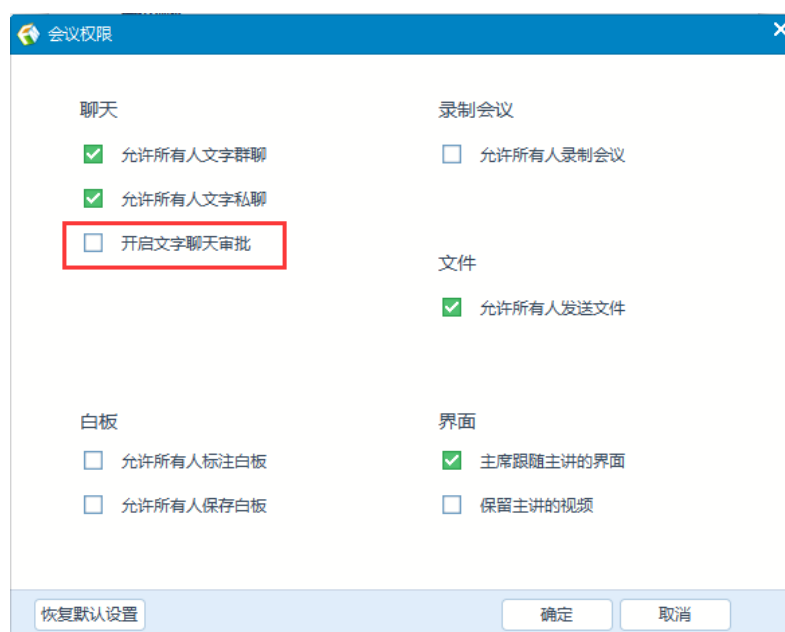 会议权限
聊天
允许所有人文字群聊
允许所有人文字私聊
开启文字聊天审批
录制会议
允许所有人录制会议
文件
允许所有人发送文件
白板
允许所有人标注白板
允许所有人保存白板
界面
主席跟随主讲的界面
保留主讲的视频
恢复默认设置
确定
取消